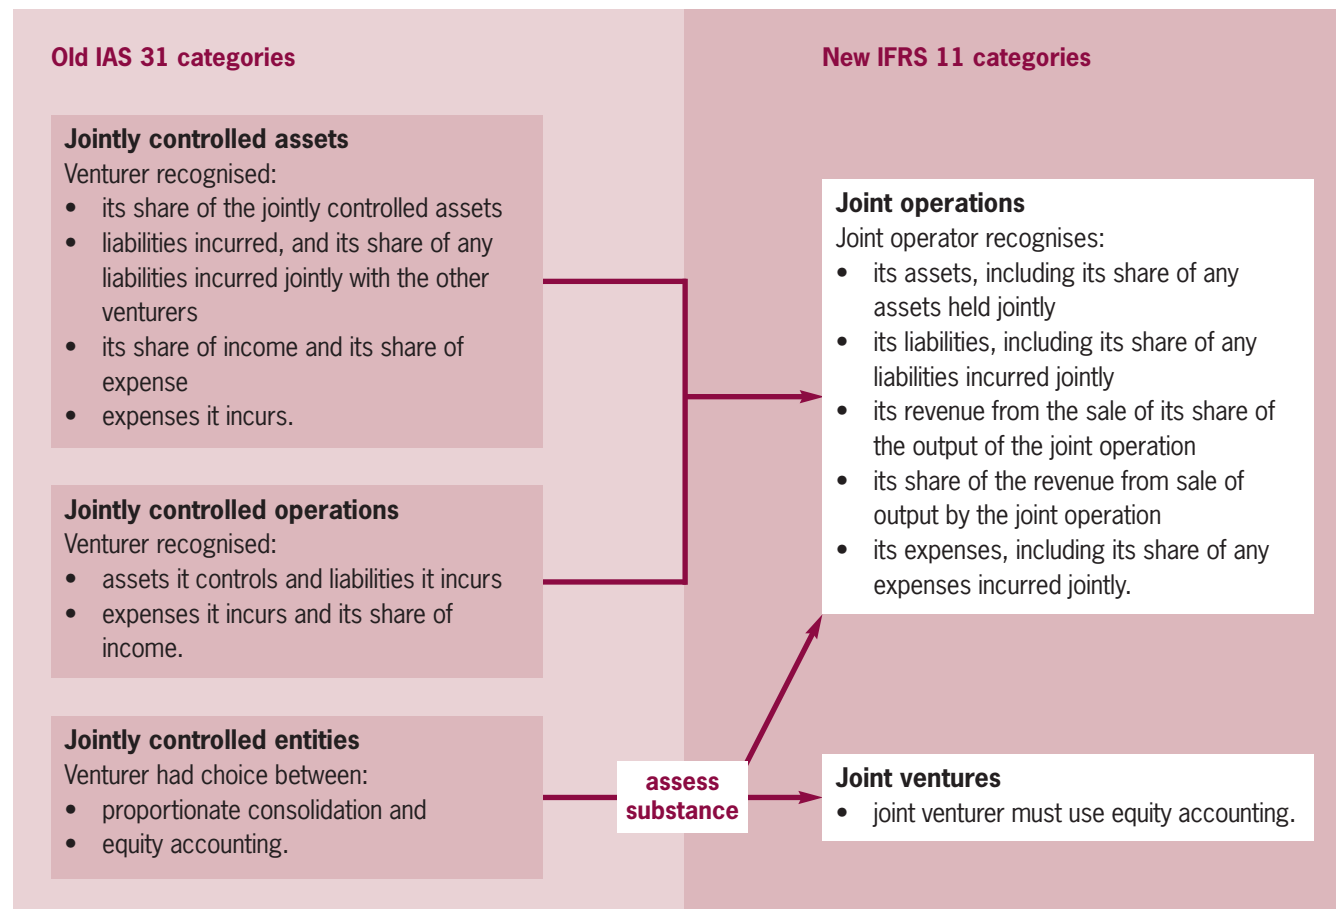 Old IAS 31 categories
Jointly controlled assets
Venturer recognised:
• its share of the jointly controlled assets
• liabilities incurred, and its share of any
liabilities incurred jointly with the other
venturers
• its share of income and its share of
expense
• expenses it incurs.
Jointly controlled operations
Venturer recognised:
• assets it controls and liabilities it incurs
• expenses it incurs and its share of
income.
Jointly controlled entities
Venturer had choice between:
• proportionate consolidation and
• equity accounting.
assess
substance
New IFRS 11 categories
Joint operations
Joint operator recognises:
• its assets, including its share of any
assets held jointly
• its liabilities, including its share of any
liabilities incurred jointly
• its revenue from the sale of its share of
the output of the joint operation
• its share of the revenue from sale of
output by the joint operation
• its expenses, including its share of any
expenses incurred jointly.
Joint ventures
• joint venturer must use equity accounting.